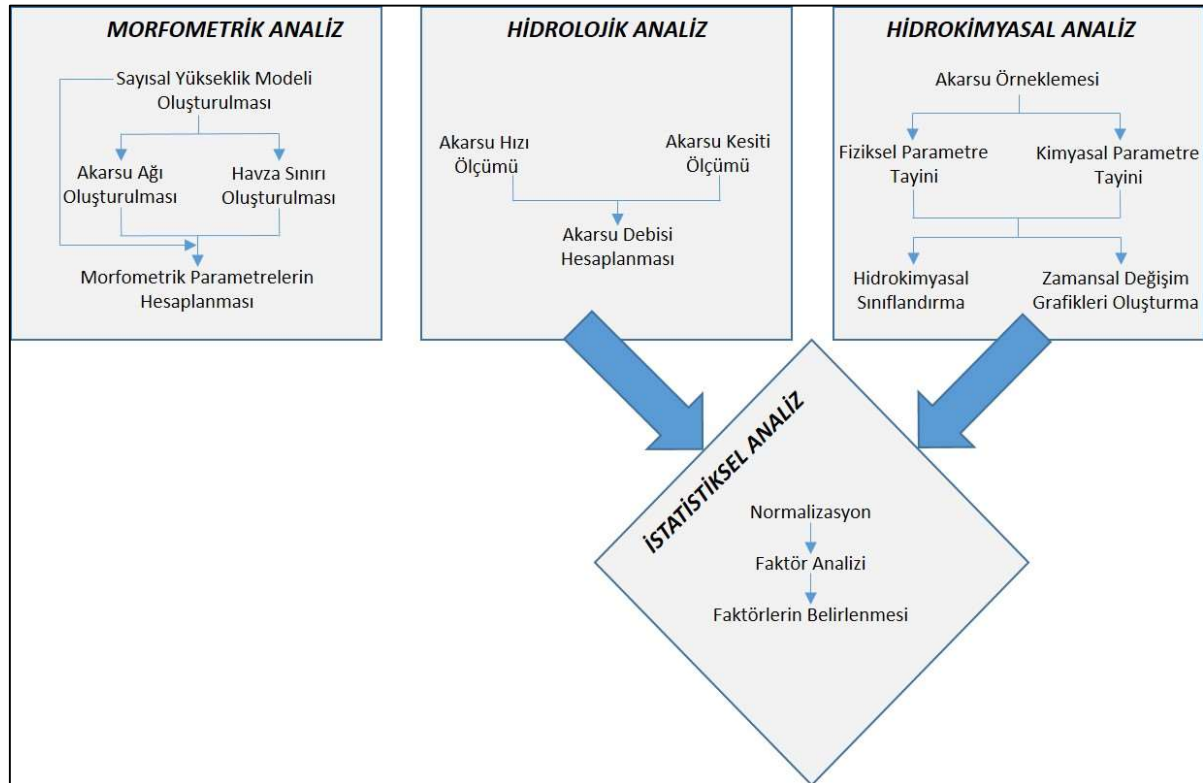 MORFOMETRİK ANALİZ
Sayısal Yükseklik Modeli
Oluşturulması
Akarsu Ağı
Oluşturulması
Havza Sınırı
Oluşturulması
Morfometrik Parametrelerin
Hesaplanması
HİDROLOJİK ANALİZ
Akarsu Hızı
Ölçümü
Akarsu Kesiti
Ölçümü
Akarsu Debisi
Hesaplanması
HİDROKİMYASAL ANALİZ
Akarsu Örneklemesi
Fiziksel Parametre
Tayini
Kimyasal Parametre
Tayini
Hidrokimyasal
Sınıflandırma
Zamansal Değişim
Grafikleri Oluşturma
İSTATİSTİKSEL ANALİZ
Normalizasyon
Faktör Analizi
Faktörlerin Belirlenmesi